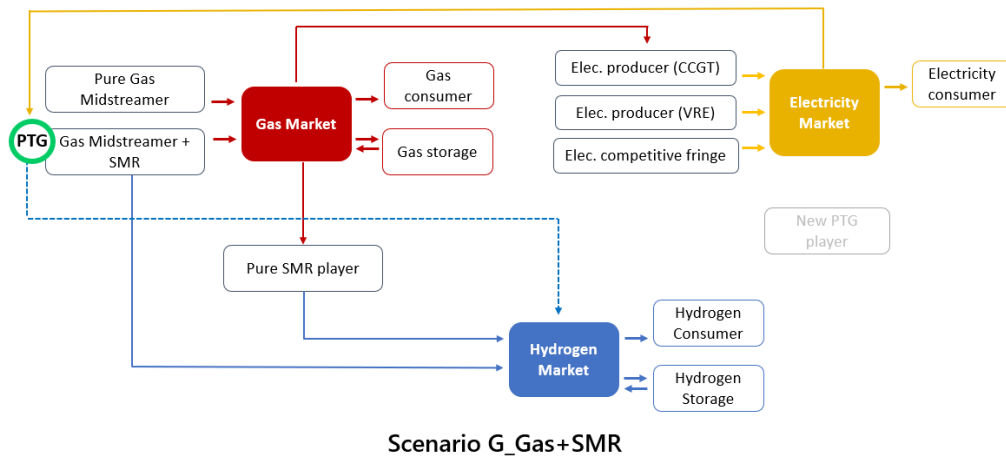 Pure Gas
Midstreamer
PTG
Gas Midstreamer +
SMR
Gas Market
Gas
consumer
Gas storage
Elec. producer (CCGT)
Elec. producer (VRE)
Elec. competitive fringe
Electricity
Market
Electricity
consumer
New PTG
player
Pure SMR player
Hydrogen
Market
Hydrogen
Consumer
Hydrogen
Storage
Scenario G_Gas+SMR